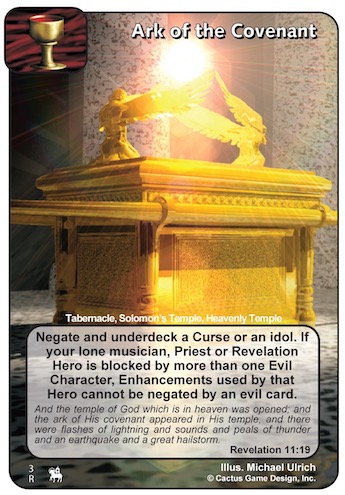 Ark of the Covenant
Tabernacle, Solomon's Temple, Heavenly Temple
Negate and underdeck a Curse or an idol. If
your lone musician, Priest or Revelation
Hero is blocked by more than one Evil
Character, Enhancements used by that
Hero cannot be negated by an evil card.
And the temple of God which is in heaven was opened; and
the ark of His covenant appeared in His temple, and there
were flashes of lightning and sounds and peals of thunder
and an earthquake and a great hailstorm.
Revelation 11:19
3
R
Illus. Michael Ulrich
© Cactus Game Design, Inc.